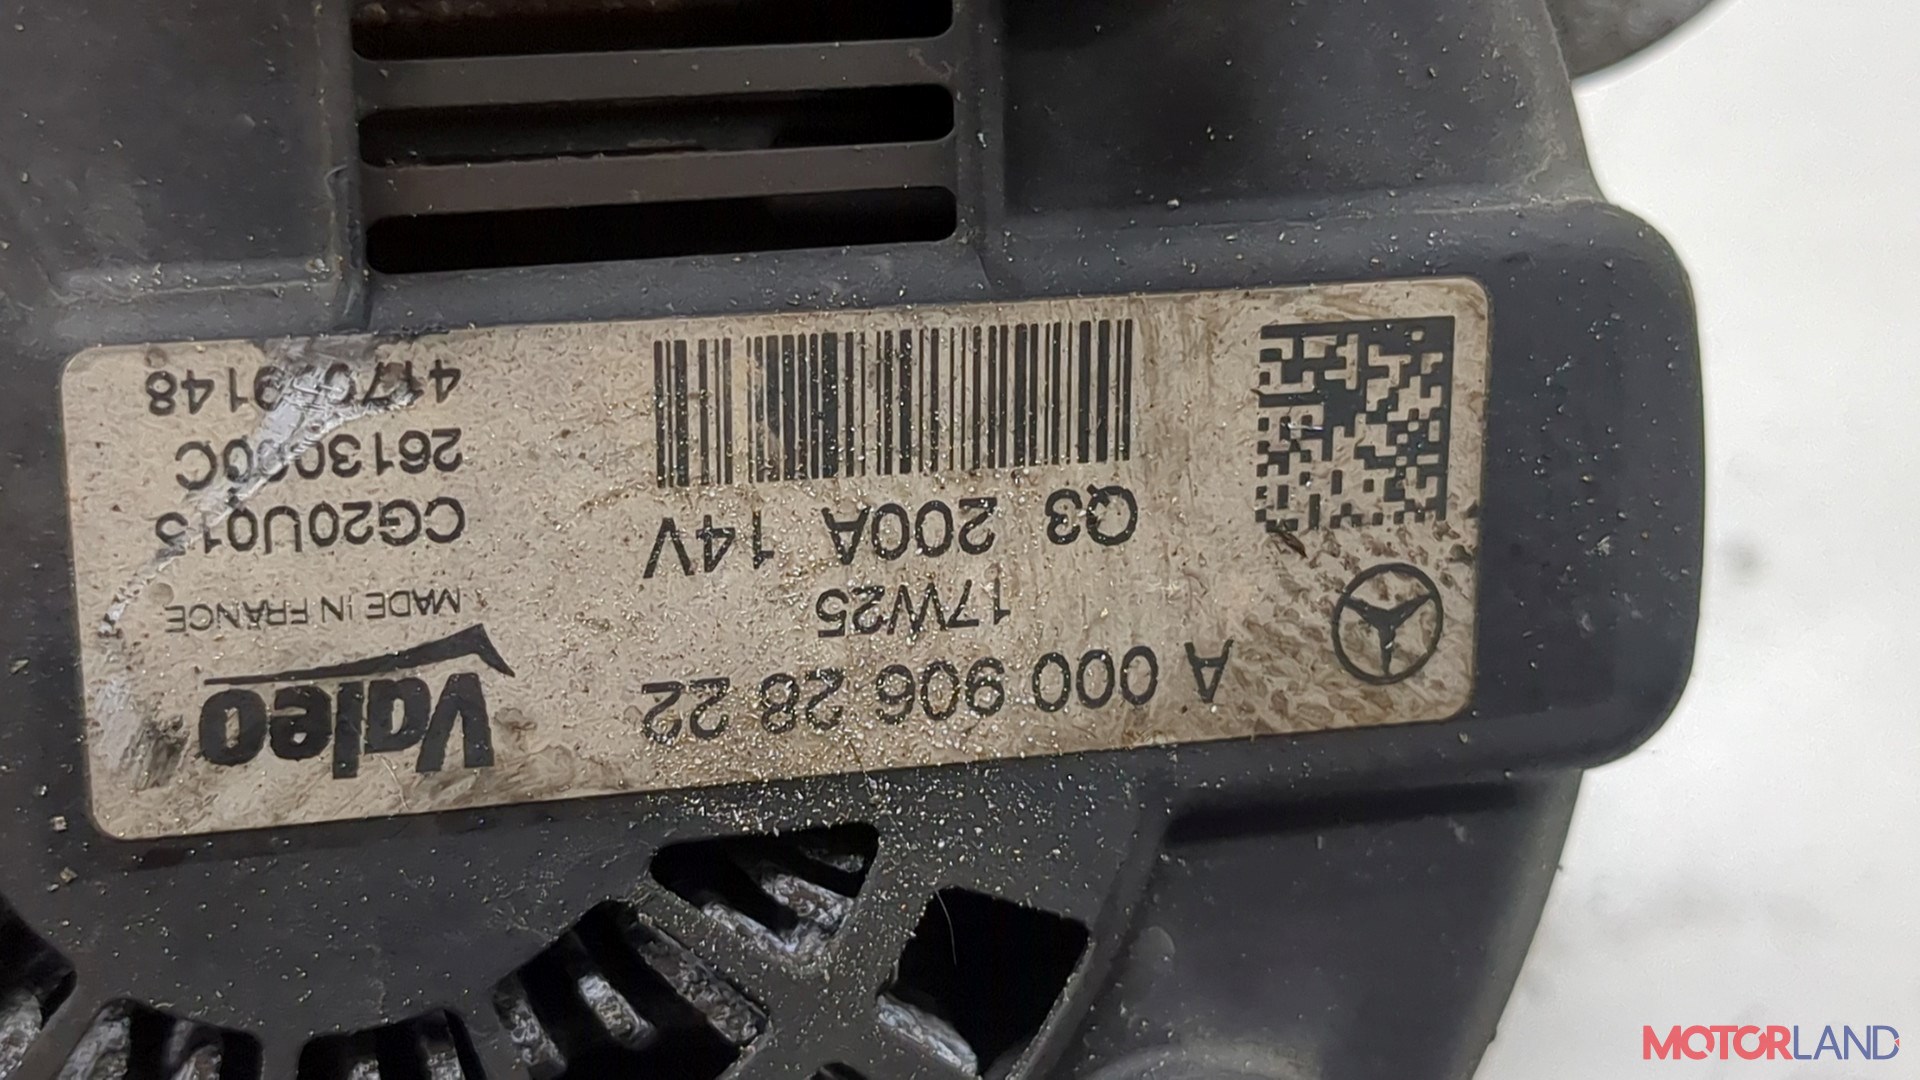 A 000 906 28 22
17W25
Q3 200A 14V
Valeo
MADE IN FRANCE
CG20U015
2613000C
MOTORLAND